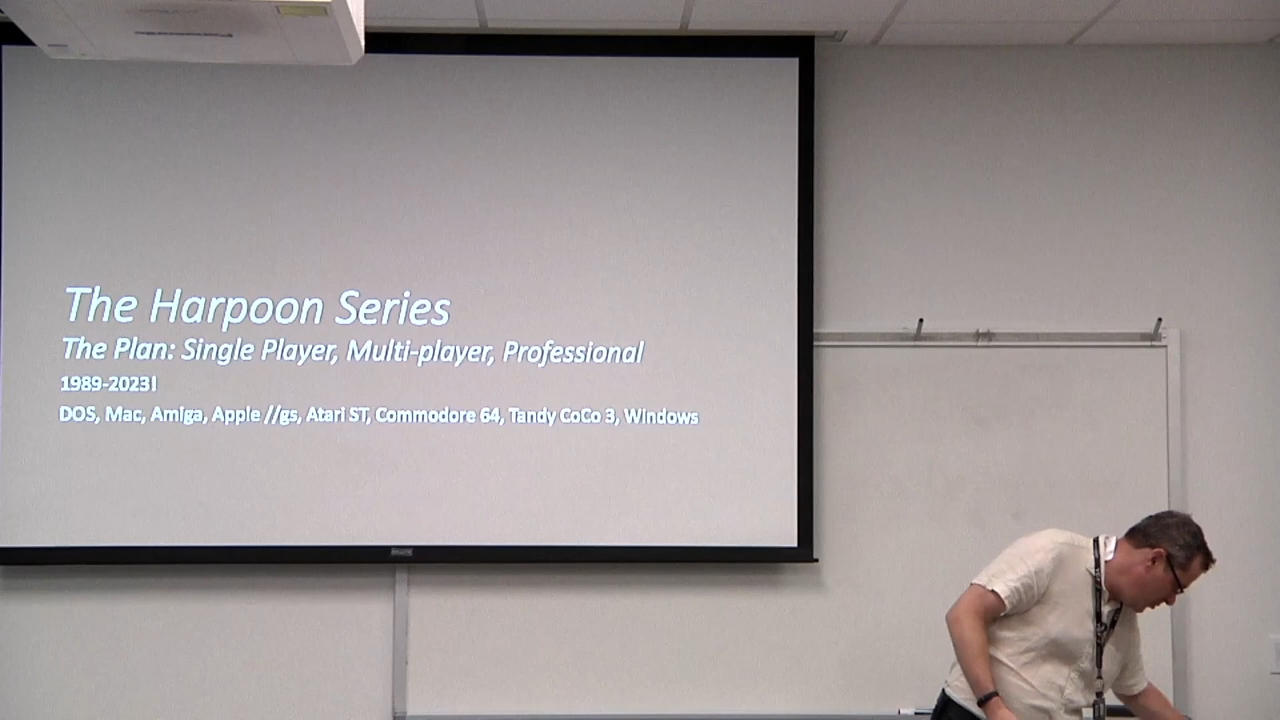 The Harpoon Series
The Plan: Single Player, Multi-player, Professional
1989-2023!
DOS, Mac, Amiga, Apple //gs, Atari ST, Commodore 64, Tandy CoCo 3, Windows